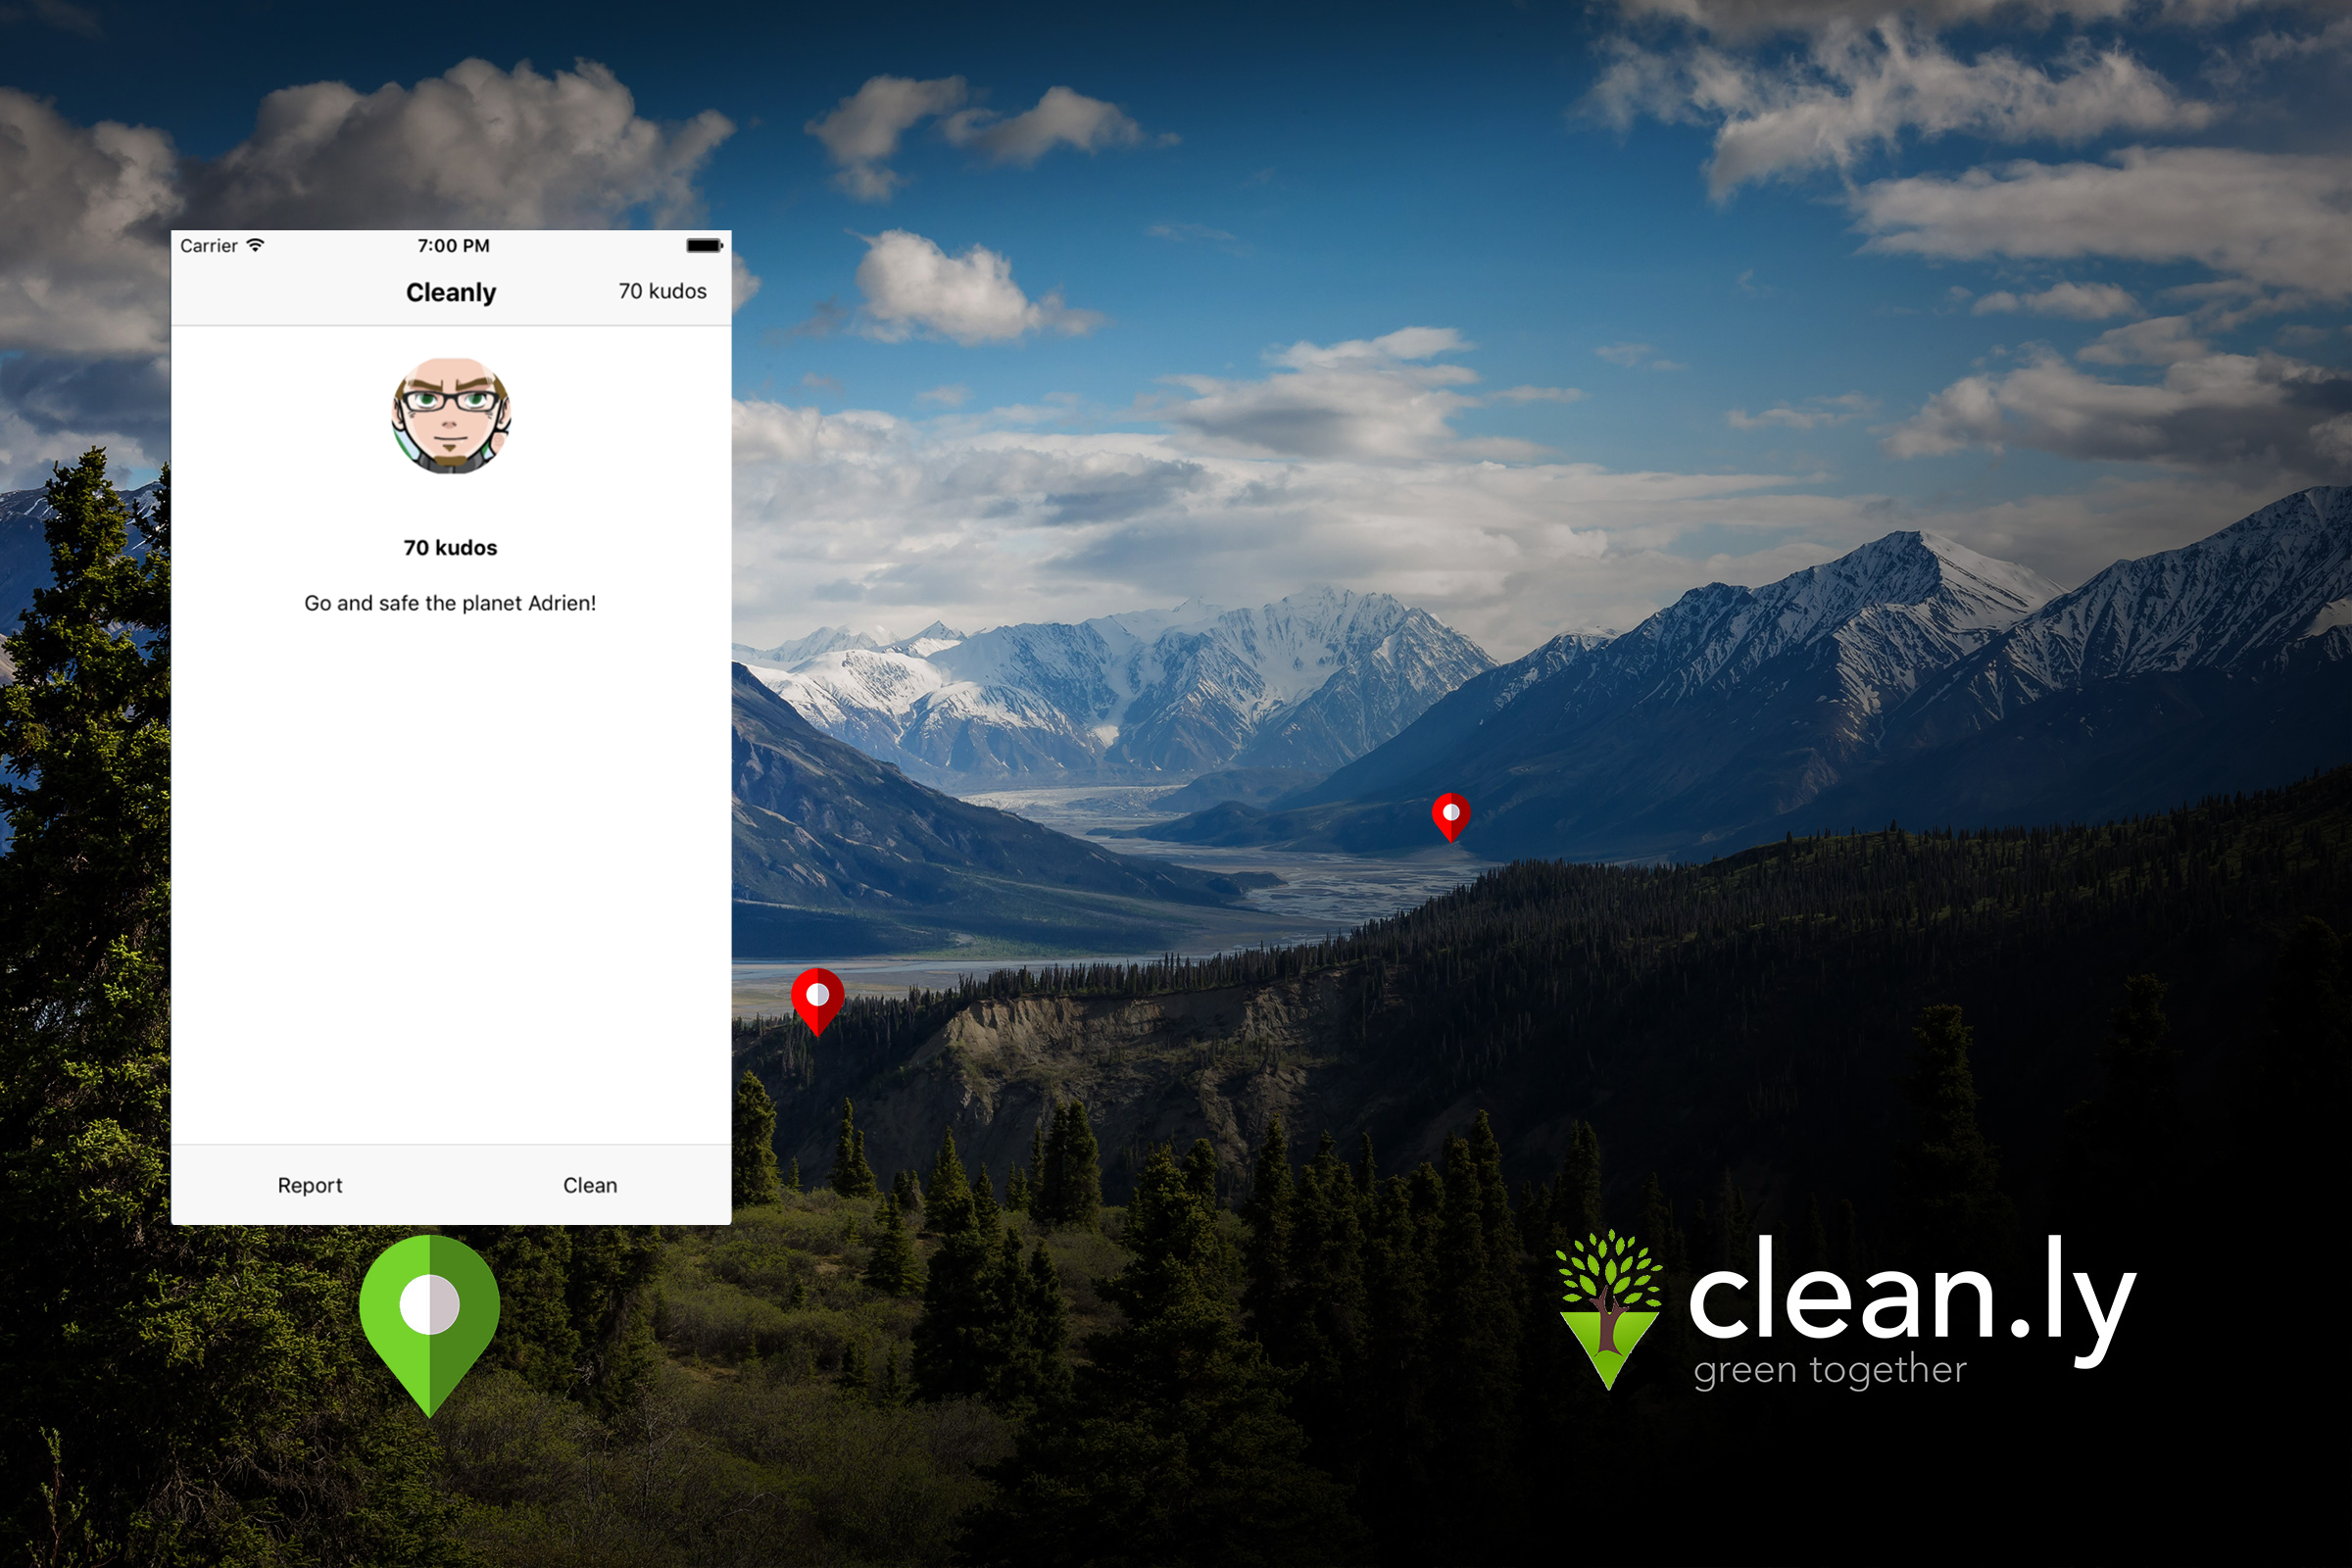 Carrier 7:00 PM
Cleanly 70 kudos
70 kudos
Go and safe the planet Adrien!
Report Clean
clean.ly
green together